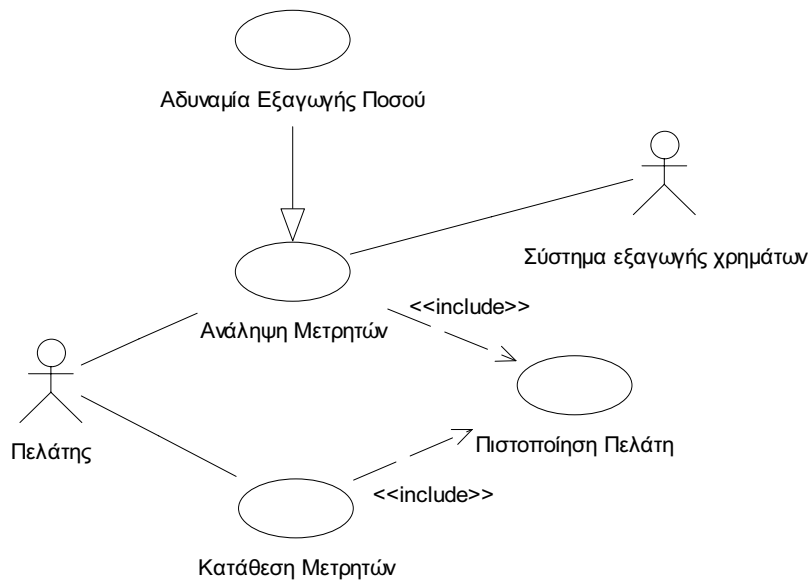 Αδυναμία Εξαγωγής Ποσού
Σύστημα εξαγωγής χρημάτων
<<include>>
Ανάληψη Μετρητών
Πελάτης
Πιστοποίηση Πελάτη
<<include>>
Κατάθεση Μετρητών